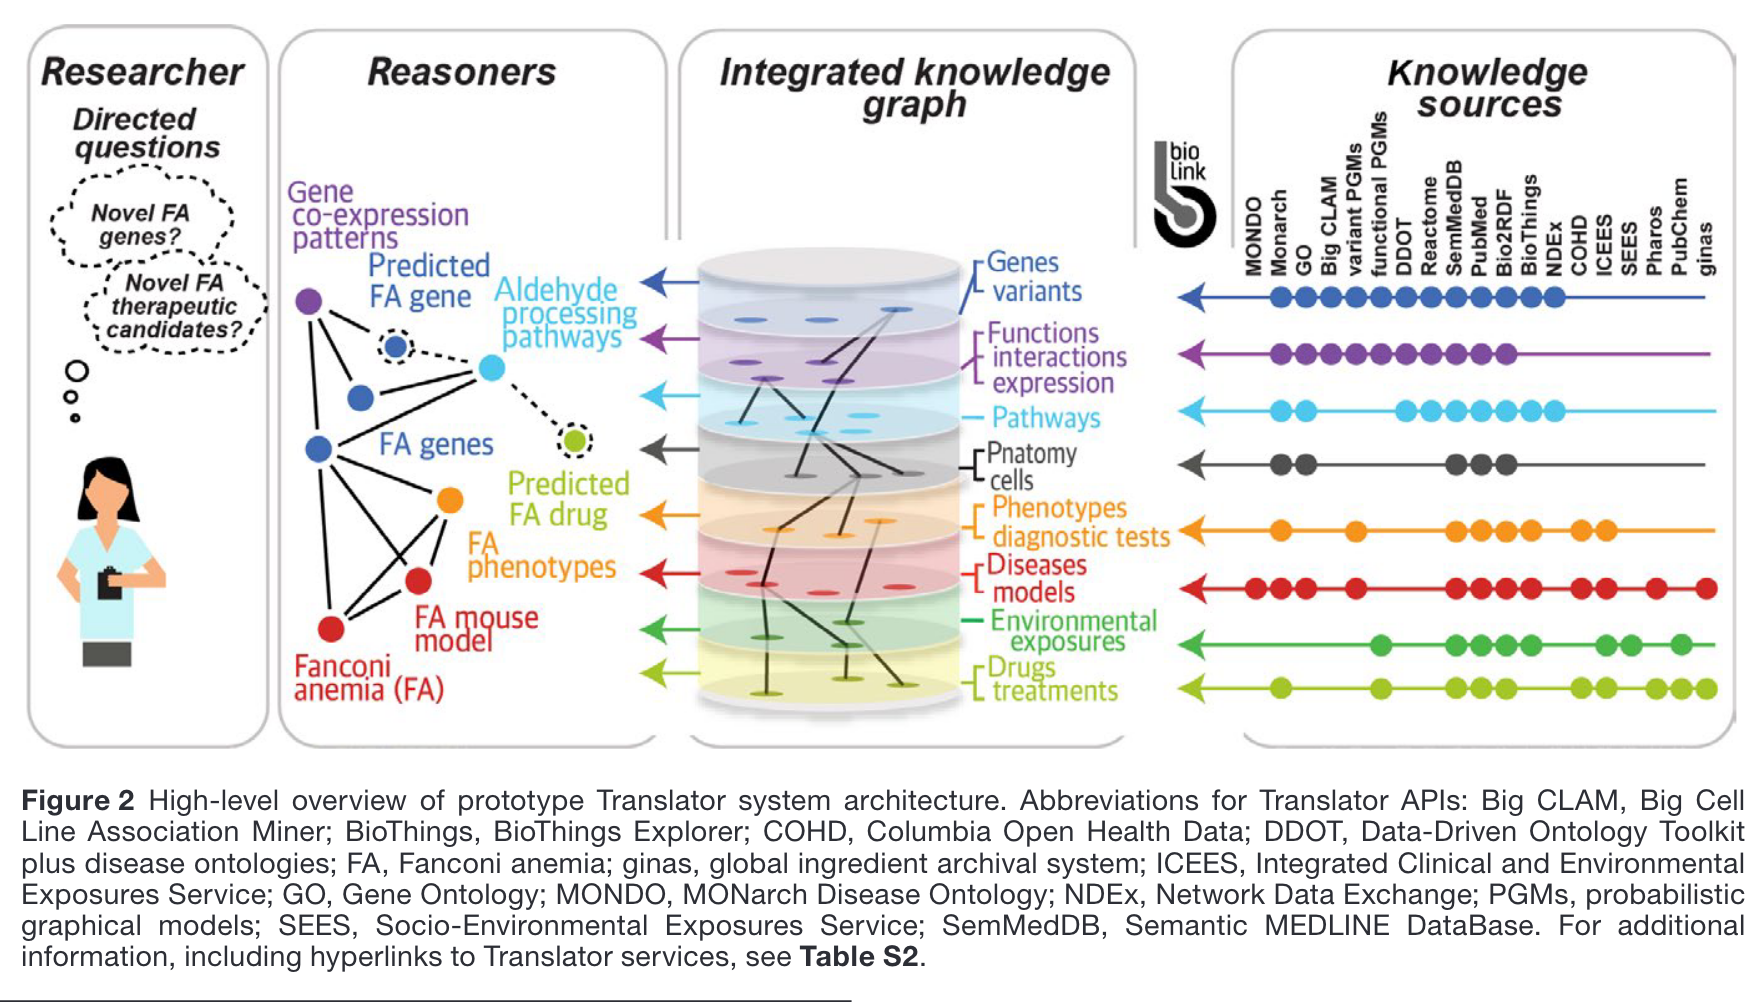 Researcher
Directed
questions
Novel FA
genes?
Novel FA
therapeutic
candidates?
Reasoners
Gene
co-expression
patterns
Predicted
FA gene
Aldehyde
processing
pathways
FA genes
Predicted
FA drug
FA
phenotypes
FA mouse
model
Fanconi
anemia (FA)
Integrated knowledge
graph
Genes
variants
Functions
interactions
expression
Pathways
Pnatomy
cells
Phenotypes
diagnostic tests
Diseases
models
Environmental
exposures
Drugs
treatments
bio
link
Knowledge
sources
MONDO
Monarch
GO
Big CLAM
variant PGMs
functional PGMs
DDOT
Reactome
SemMedDB
PubMed
Bio2RDF
BioThings
NDEx
COHD
ICEES
SEES
Pharos
PubChem
ginas
Figure 2 High-level overview of prototype Translator system architecture. Abbreviations for Translator APIs: Big CLAM, Big Cell
Line Association Miner; BioThings, BioThings Explorer; COHD, Columbia Open Health Data; DDOT, Data-Driven Ontology Toolkit
plus disease ontologies; FA, Fanconi anemia; ginas, global ingredient archival system; ICEES, Integrated Clinical and Environmental
Exposures Service; GO, Gene Ontology; MONDO, MONarch Disease Ontology; NDEx, Network Data Exchange; PGMs, probabilistic
graphical models; SEES, Socio-Environmental Exposures Service; SemMedDB, Semantic MEDLINE DataBase. For additional
information, including hyperlinks to Translator services, see Table S2.